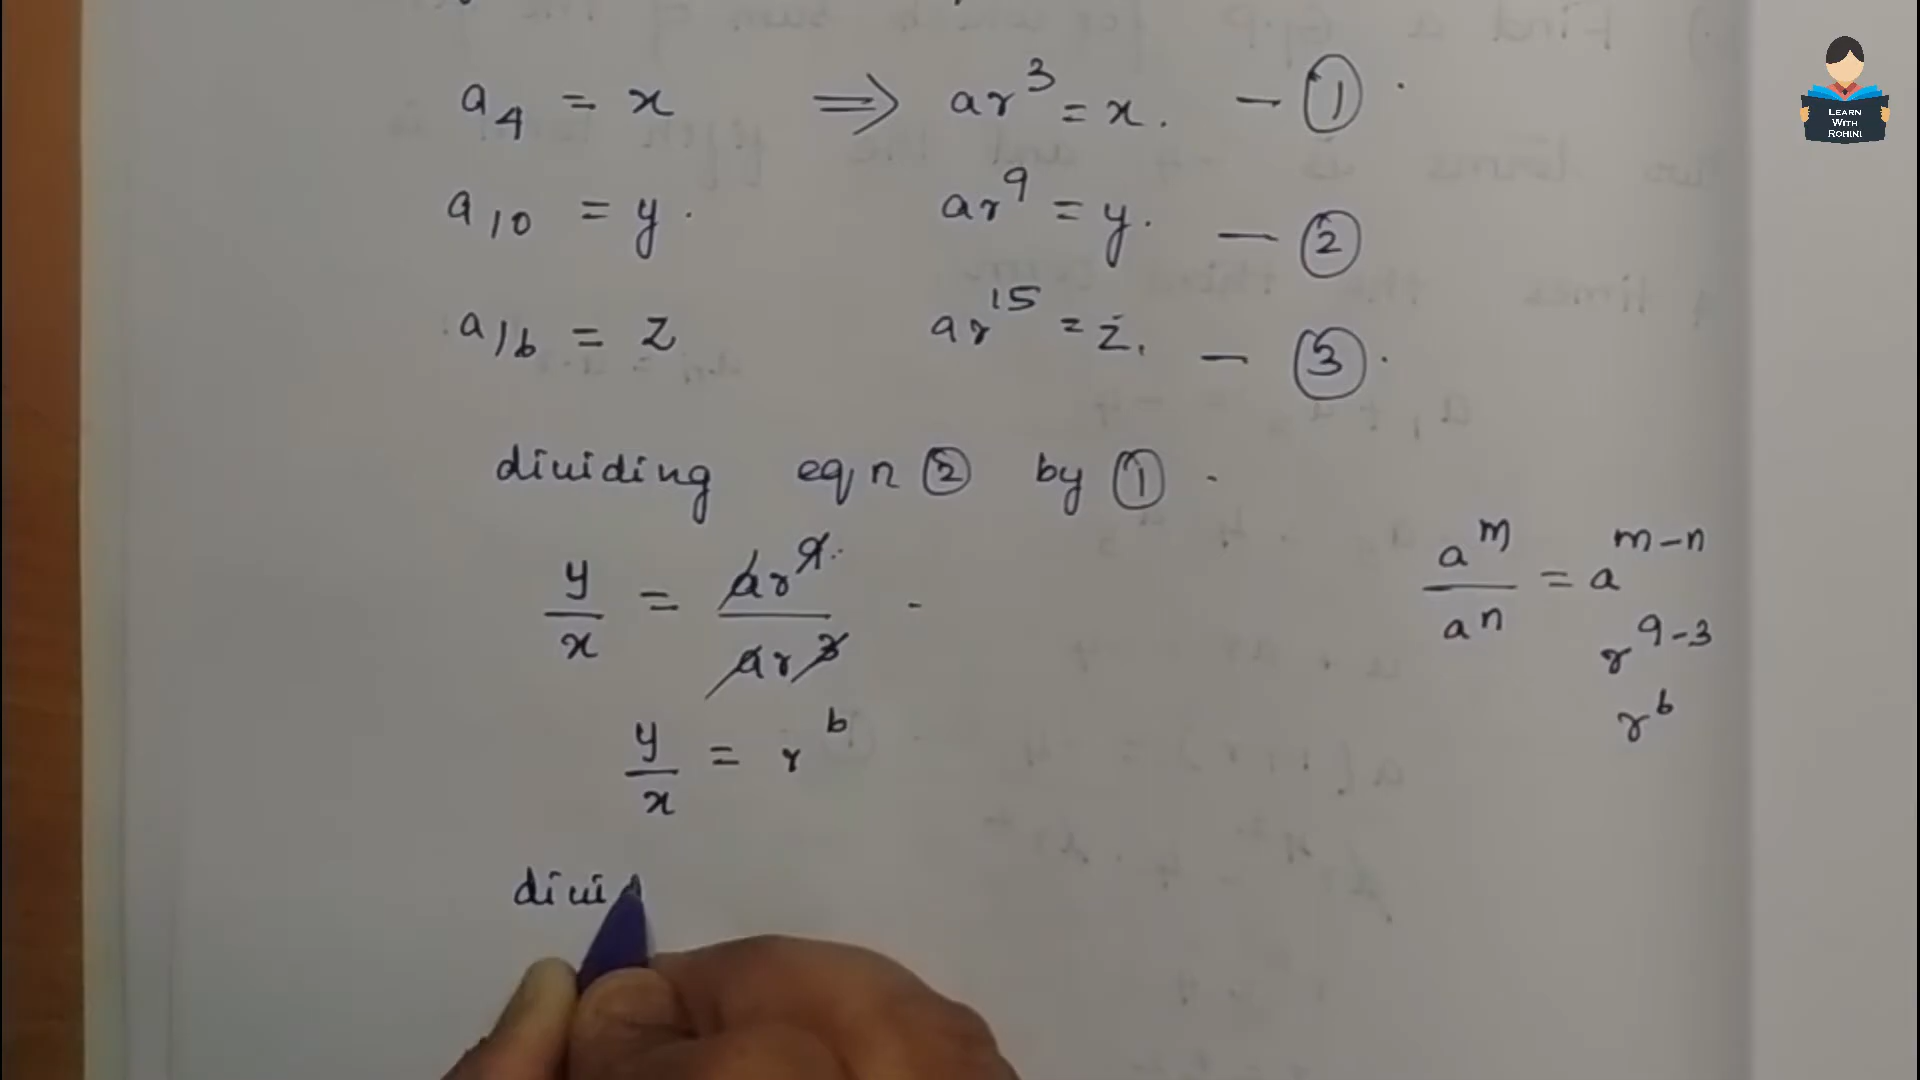 a₄ = x ⟹ ar³ = x. — ①
a₁₀ = y. ar⁹ = y. — ②
a₁₆ = z ar¹⁵ = z. — ③
dividing eqn ② by ①
y/x = ar⁹/ar³
aᵐ/aⁿ = aᵐ⁻ⁿ
r⁹⁻³
r⁶
y/x = r⁶
divi
LEARN
WITH
ROHINI